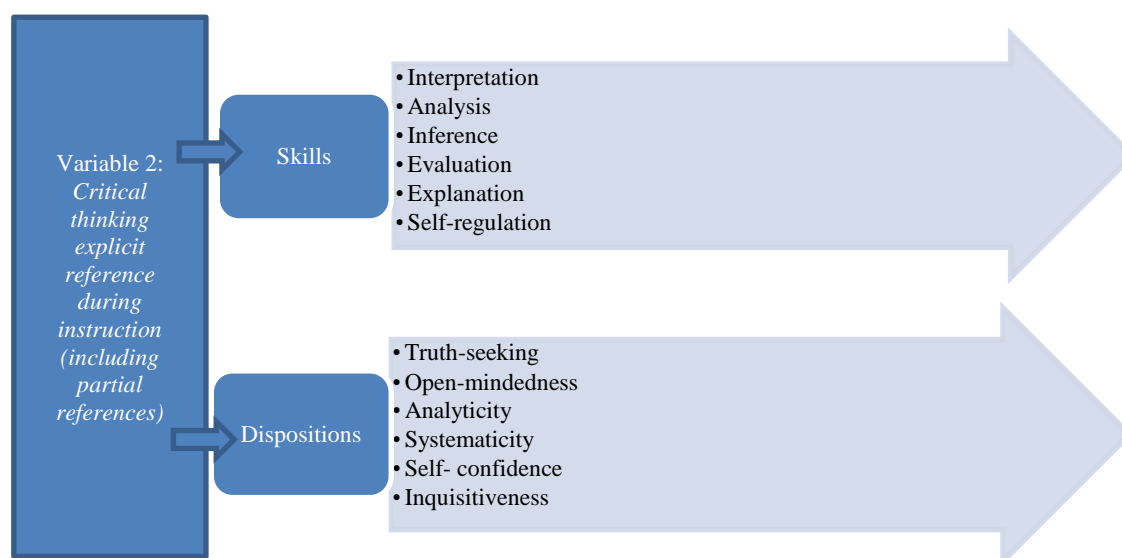 Variable 2:
Critical
thinking
explicit
reference
during
instruction
(including
partial
references)
Skills
• Interpretation
• Analysis
• Inference
• Evaluation
• Explanation
• Self-regulation
Dispositions
• Truth-seeking
• Open-mindedness
• Analyticity
• Systematicity
• Self- confidence
• Inquisitiveness